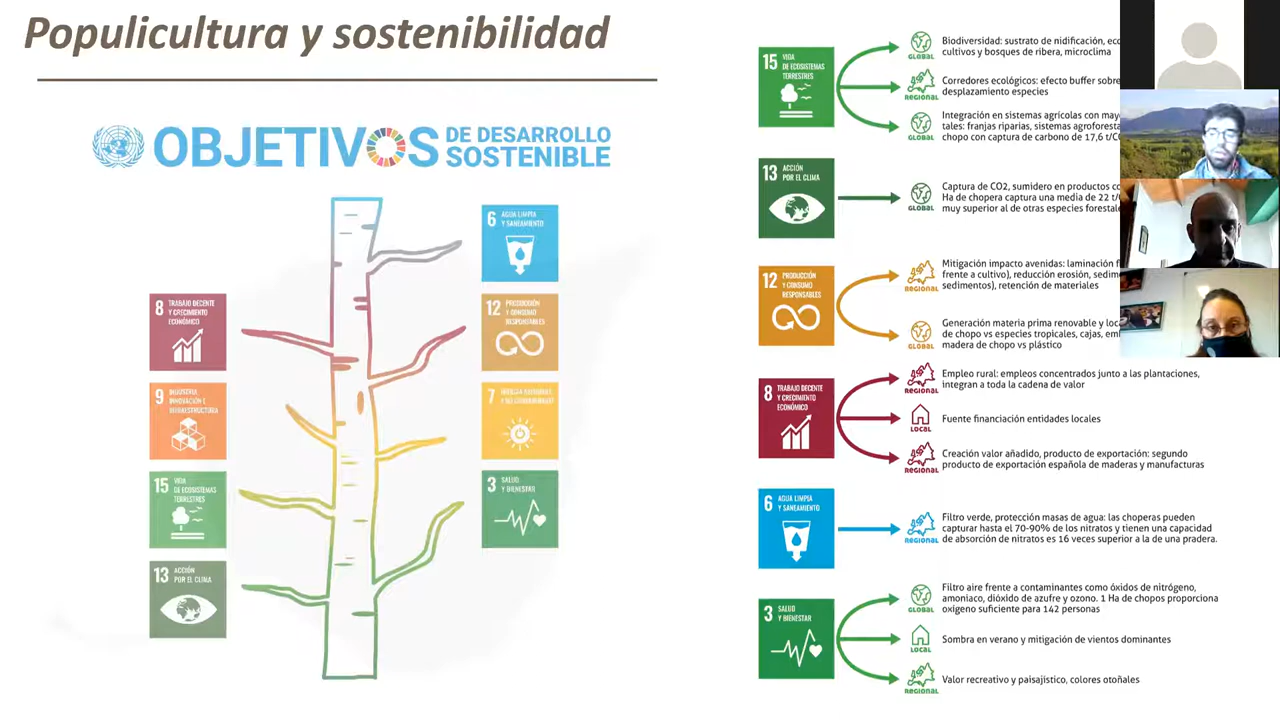 Populicultura y sostenibilidad
OBJETIVOS
DE DESARROLLO
SOSTENIBLE
6 AGUA LIMPIA
Y SANEAMIENTO
8 TRABAJO DECENTE
Y CRECIMIENTO
ECONÓMICO
12 PRODUCCIÓN
Y CONSUMO
RESPONSABLES
9 INDUSTRIA,
INNOVACIÓN E
INFRAESTRUCTURA
7 ENERGÍA ASEQUIBLE
Y NO CONTAMINANTE
15 VIDA
DE ECOSISTEMAS
TERRESTRES
3 SALUD
Y BIENESTAR
13 ACCIÓN
POR EL CLIMA
15 VIDA
DE ECOSISTEMAS
TERRESTRES
GLOBAL
Biodiversidad: sustrato de nidificación,
cultivos y bosques de ribera, microclima
REGIONAL
Corredores ecológicos: efecto buffer sobre
desplazamiento especies
GLOBAL
Integración en sistemas agrícolas con
tales: franjas riparias, sistemas
chopo con captura de carbono de 17,6
13 ACCIÓN
POR EL CLIMA
GLOBAL
Captura de CO2, sumidero en productos
Ha de chopera captura una media de 22
muy superior al de otras especies
12 PRODUCCIÓN
Y CONSUMO
RESPONSABLES
REGIONAL
Mitigación impacto avenidas: laminación
frente a cultivo), reducción erosión,
sedimentos), retención de materiales
GLOBAL
Generación materia prima renovable y
de chopo vs especies tropicales, cajas,
madera de chopo vs plástico
8 TRABAJO DECENTE
Y CRECIMIENTO
ECONÓMICO
REGIONAL
Empleo rural: empleos concentrados junto a las plantaciones,
integran a toda la cadena de valor
LOCAL
Fuente financiación entidades locales
REGIONAL
Creación valor añadido, producto de exportación: segundo
producto de exportación española de maderas y manufacturas
6 AGUA LIMPIA
Y SANEAMIENTO
REGIONAL
Filtro verde, protección masas de agua: las choperas pueden
capturar hasta el 70-90% de los nitratos y tienen una capacidad
de absorción de nitratos es 16 veces superior a la de una pradera.
3 SALUD
Y BIENESTAR
GLOBAL
Filtro aire frente a contaminantes como óxidos de nitrógeno,
amoniaco, dióxido de azufre y ozono. 1 Ha de chopos proporciona
oxigeno suficiente para 142 personas
LOCAL
Sombra en verano y mitigación de vientos dominantes
REGIONAL
Valor recreativo y paisajístico, colores otoñales